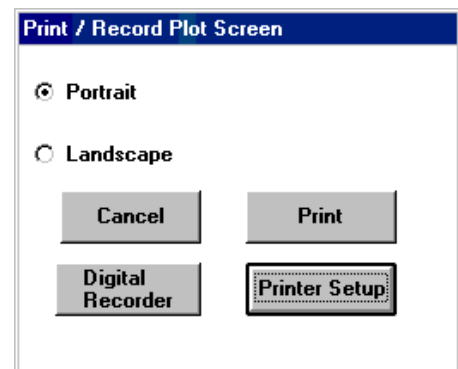 Print / Record Plot Screen
Portrait
Landscape
Cancel
Print
Digital
Recorder
Printer Setup